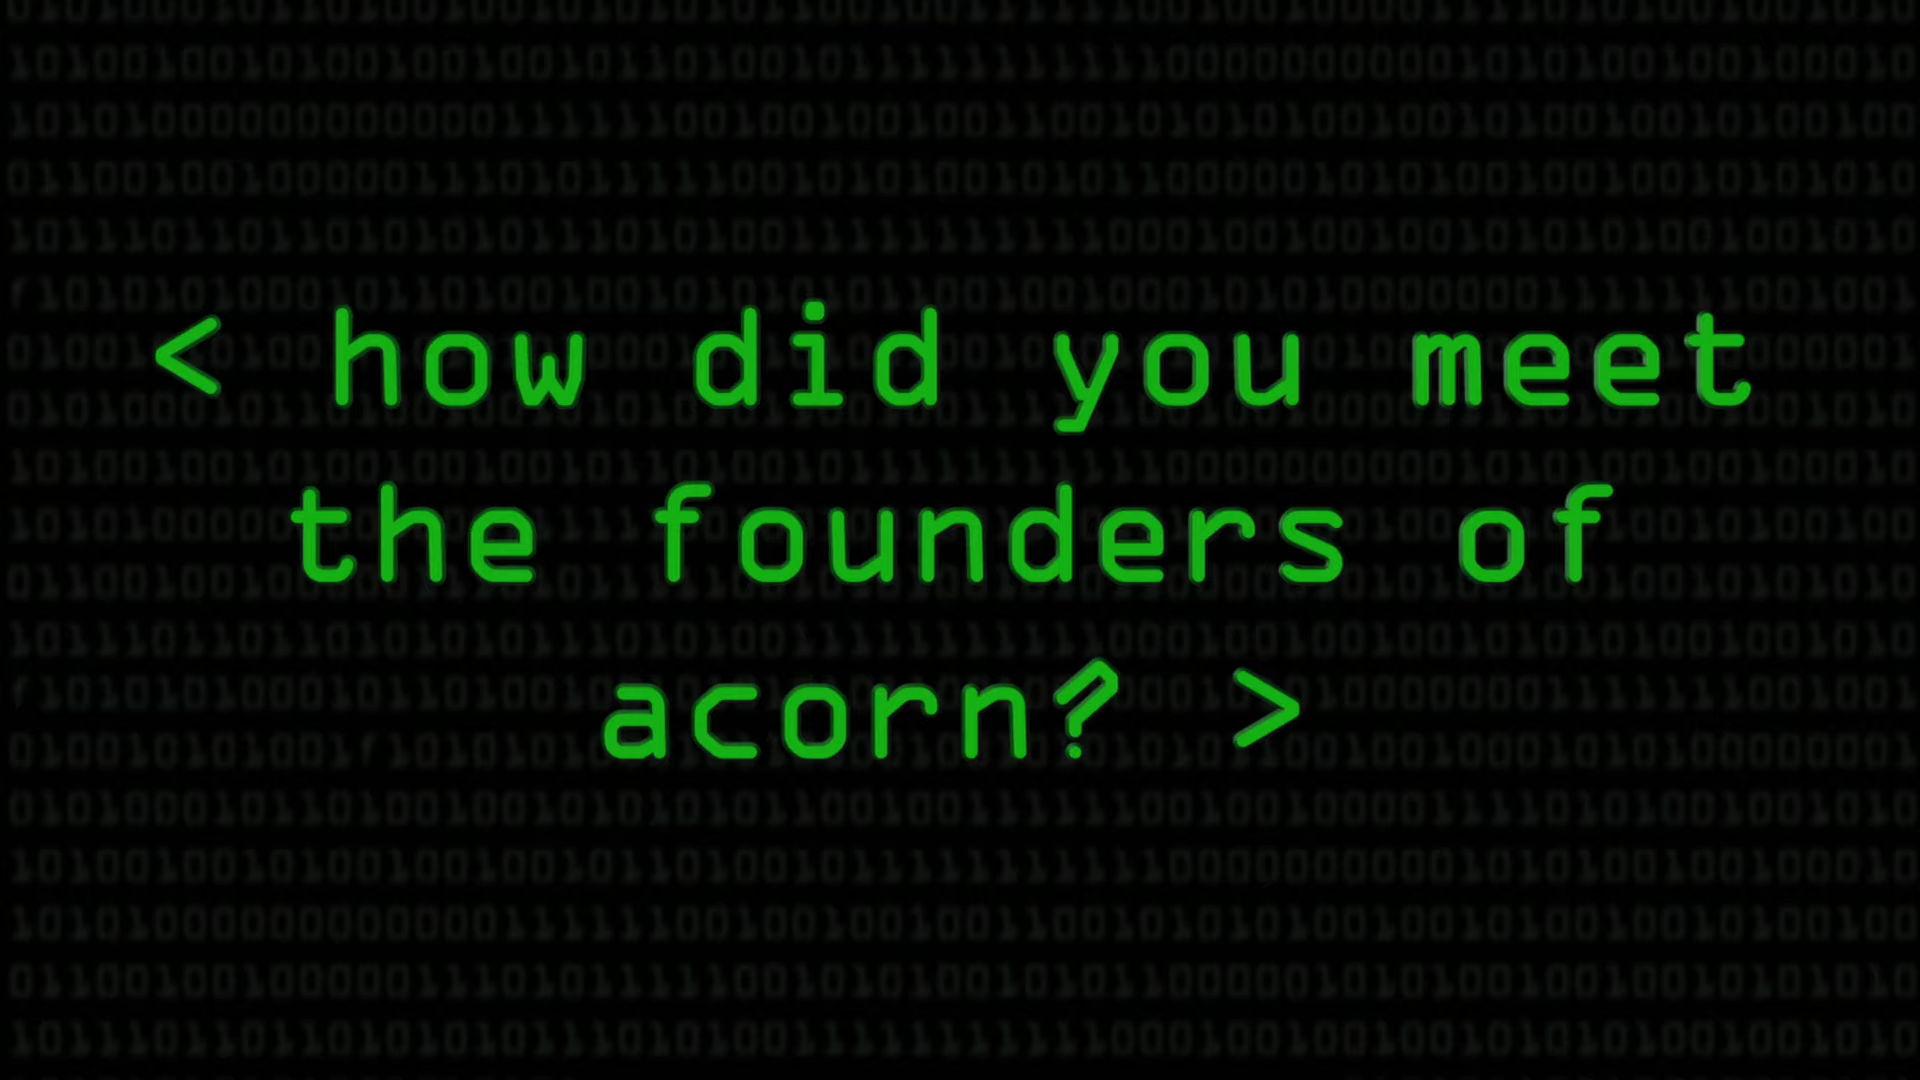 < how did you meet
the founders of
acorn? >